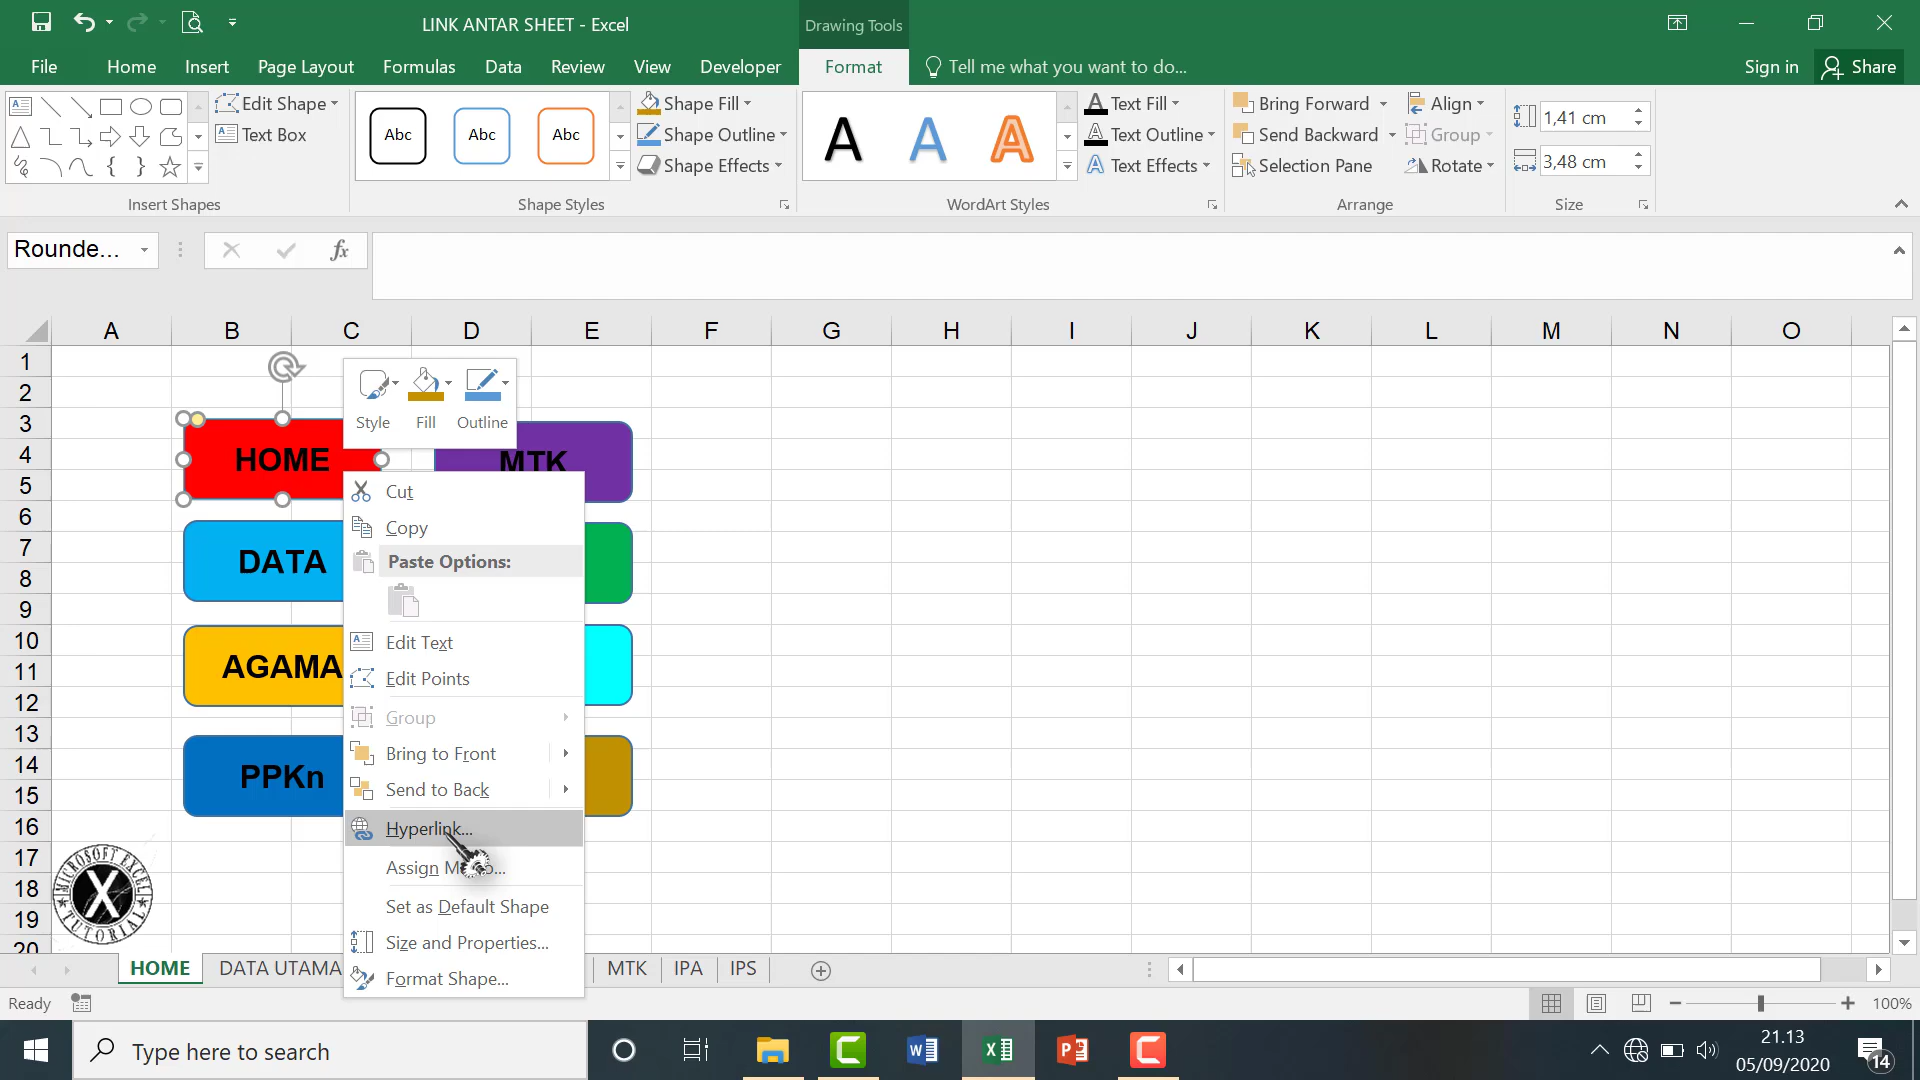 LINK ANTAR SHEET - Excel
Drawing Tools
File Home Insert Page Layout Formulas Data Review View Developer Format Tell me what you want to do... Sign in Share
Edit Shape
Text Box
Insert Shapes
Abc Abc Abc
Shape Fill
Shape Outline
Shape Effects
Shape Styles
A A A
Text Fill
Text Outline
Text Effects
WordArt Styles
Bring Forward
Send Backward
Selection Pane
Align
Group
Rotate
Arrange
1,41 cm
3,48 cm
Size
Rounde...
fx
A B C D E F G H I J K L M N O
1
2
3
4
5
6
7
8
9
10
11
12
13
14
15
16
17
18
19
20
Style Fill Outline
HOME
MTK
DATA
AGAMA
PPKn
Cut
Copy
Paste Options:
Edit Text
Edit Points
Group
Bring to Front
Send to Back
Hyperlink...
Assign
Set as Default Shape
Size and Properties...
Format Shape...
MICROSOFT EXCEL
X
TUTORIAL
HOME DATA UTAMA MTK IPA IPS
Ready
100%
Type here to search
21.13
05/09/2020
14